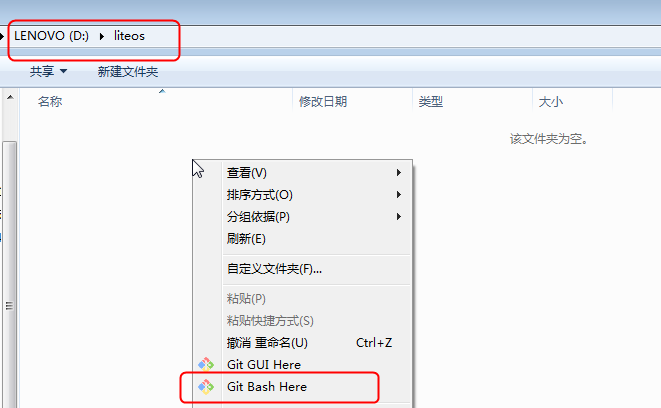 LENOVO (D:) liteos
共享 新建文件夹
名称 修改日期 类型 大小
该文件夹为空。
查看(V)
排序方式(O)
分组依据(P)
刷新(E)
自定义文件夹(F)...
粘贴(P)
粘贴快捷方式(S)
撤消 重命名(U) Ctrl+Z
Git GUI Here
Git Bash Here